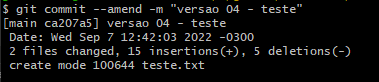 $ git commit --amend -m "versao 04 - teste"
[main ca207a5] versao 04 - teste
 Date: Wed Sep 7 12:42:03 2022 -0300
 2 files changed, 15 insertions(+), 5 deletions(-)
 create mode 100644 teste.txt